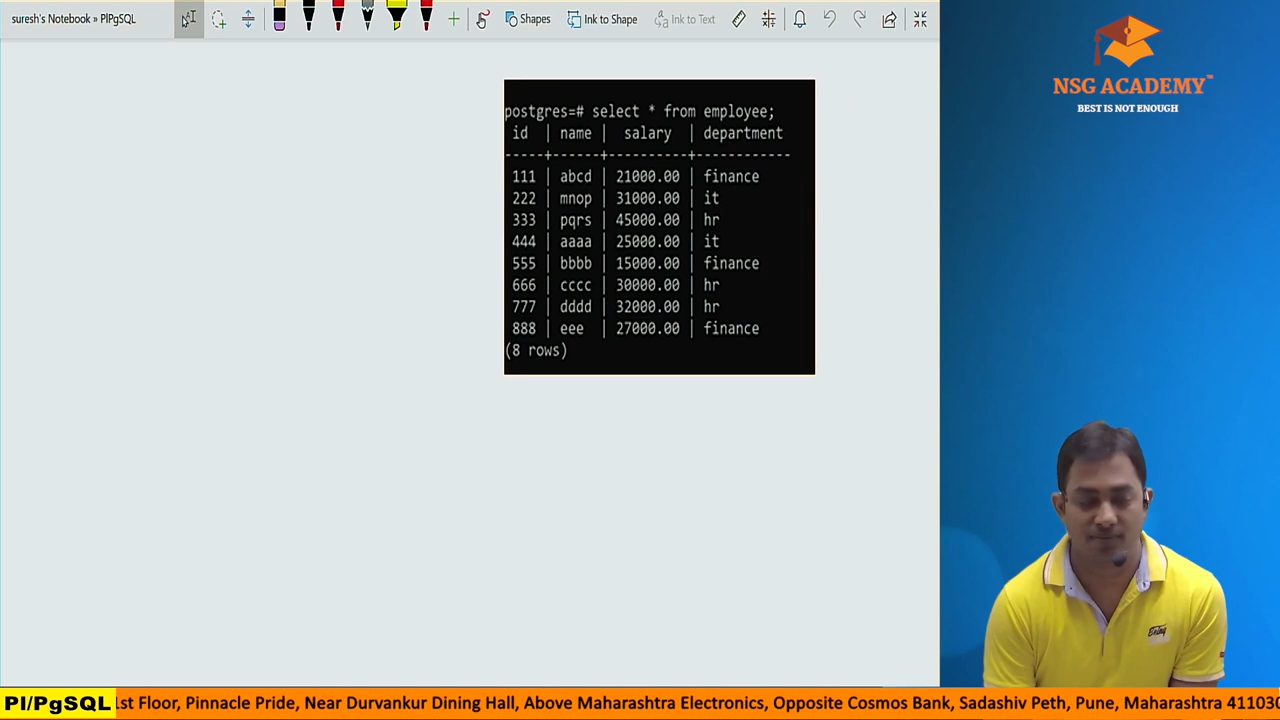 suresh's Notebook » PlPgSQL
Shapes
Ink to Shape
Ink to Text
NSG ACADEMY™
BEST IS NOT ENOUGH
postgres=# select * from employee;
id | name | salary | department
-----+------+----------+------------
111 | abcd | 21000.00 | finance
222 | mnop | 31000.00 | it
333 | pqrs | 45000.00 | hr
444 | aaaa | 25000.00 | it
555 | bbbb | 15000.00 | finance
666 | cccc | 30000.00 | hr
777 | dddd | 32000.00 | hr
888 | eee | 27000.00 | finance
(8 rows)
Pl/PgSQL
1st Floor, Pinnacle Pride, Near Durvankur Dining Hall, Above Maharashtra Electronics, Opposite Cosmos Bank, Sadashiv Peth, Pune, Maharashtra 411030